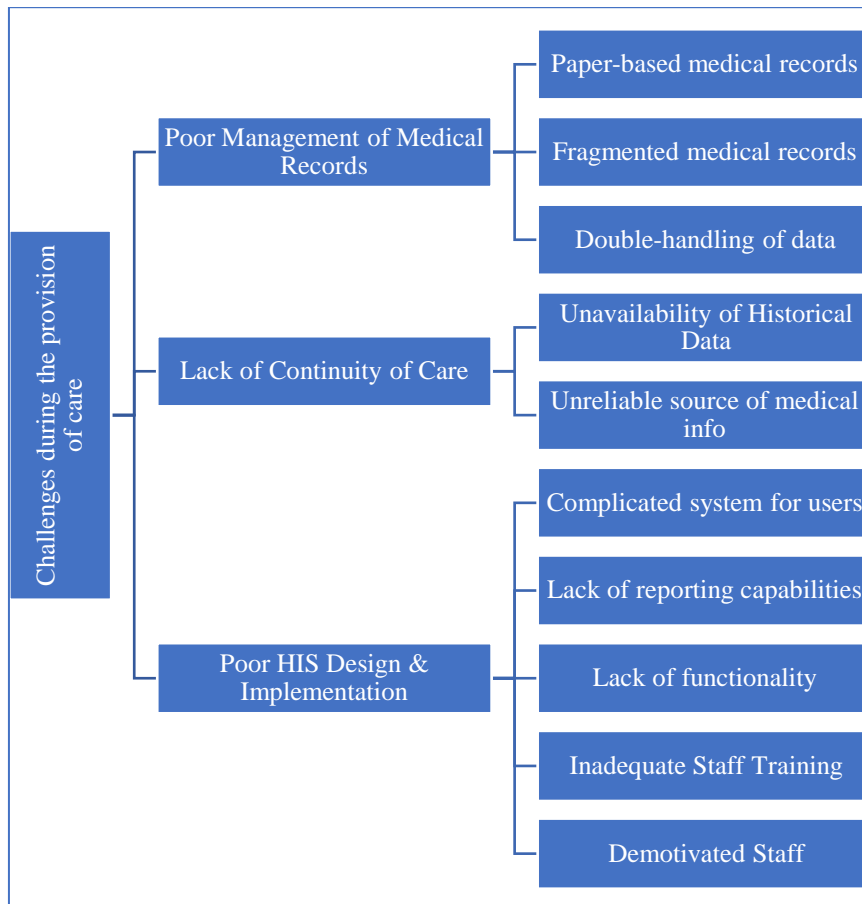 Challenges during the provision
of care
Poor Management of Medical
Records
Paper-based medical records
Fragmented medical records
Double-handling of data
Lack of Continuity of Care
Unavailability of Historical
Data
Unreliable source of medical
info
Poor HIS Design &
Implementation
Complicated system for users
Lack of reporting capabilities
Lack of functionality
Inadequate Staff Training
Demotivated Staff